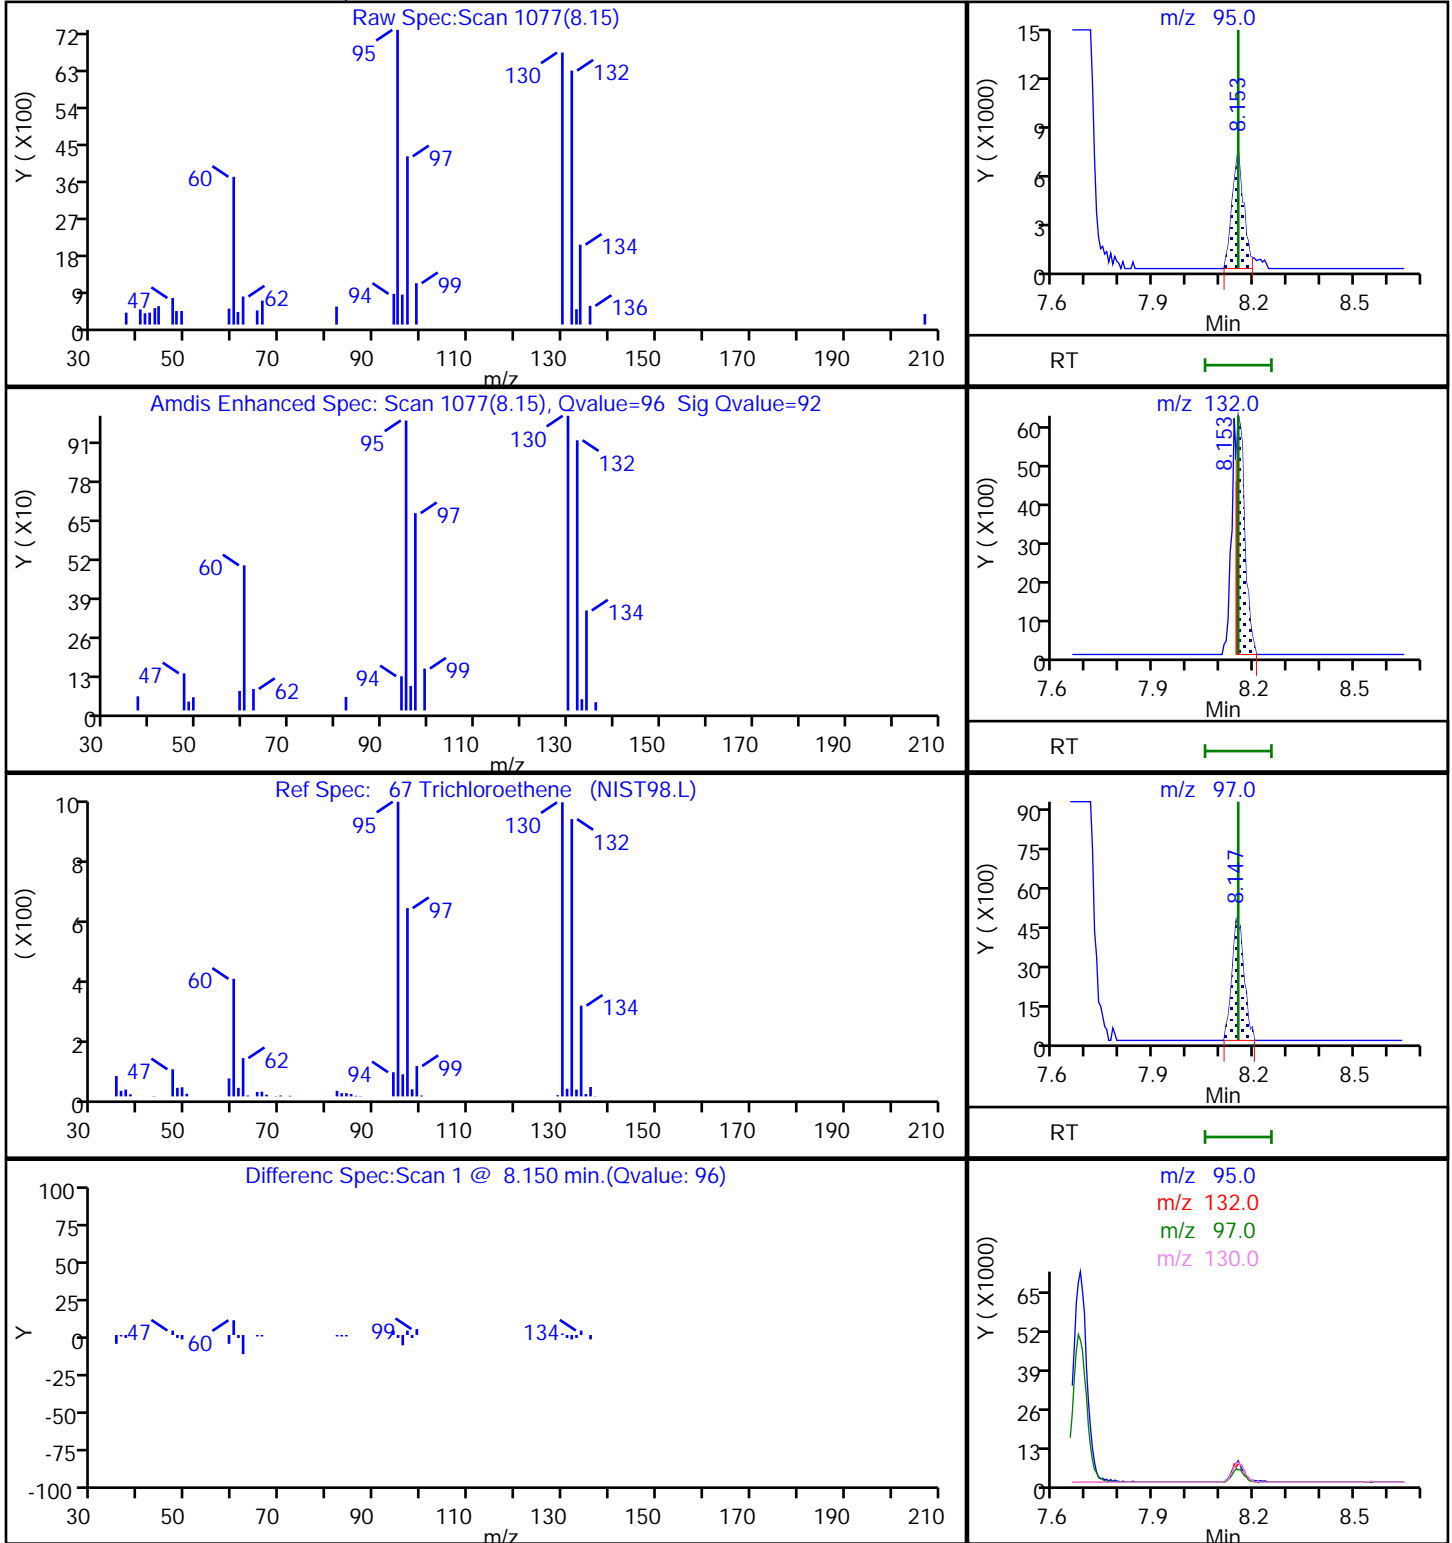 Raw Spec:Scan 1077(8.15)
Y ( X100)
72
63
54
45
36
27
18
9
0
95
130
132
97
60
134
47
62
94
99
136
30 50 70 90 110 130 150 170 190 210
m/z
m/z 95.0
Y ( X1000)
15
12
9
6
3
0
8.153
7.6 7.9 8.2 8.5
Min
RT
Amdis Enhanced Spec: Scan 1077(8.15), Qvalue=96 Sig Qvalue=92
Y ( X10)
91
78
65
52
39
26
13
0
95
130
132
97
60
134
47
62
94
99
30 50 70 90 110 130 150 170 190 210
m/z
m/z 132.0
Y ( X100)
60
50
40
30
20
10
0
8.153
7.6 7.9 8.2 8.5
Min
RT
Ref Spec: 67 Trichloroethene (NIST98.L)
( X100)
10
8
6
4
2
0
95
130
132
97
60
134
47
62
94
99
30 50 70 90 110 130 150 170 190 210
m/z 97.0
Y ( X100)
90
75
60
45
30
15
0
8.147
7.6 7.9 8.2 8.5
Min
RT
Differenc Spec:Scan 1 @ 8.150 min.(Qvalue: 96)
Y
100
75
50
25
0
-25
-50
-75
-100
47
60
99
134
30 50 70 90 110 130 150 170 190 210
m/z
m/z 95.0
m/z 132.0
m/z 97.0
m/z 130.0
Y ( X1000)
65
52
39
26
13
0
7.6 7.9 8.2 8.5
Min